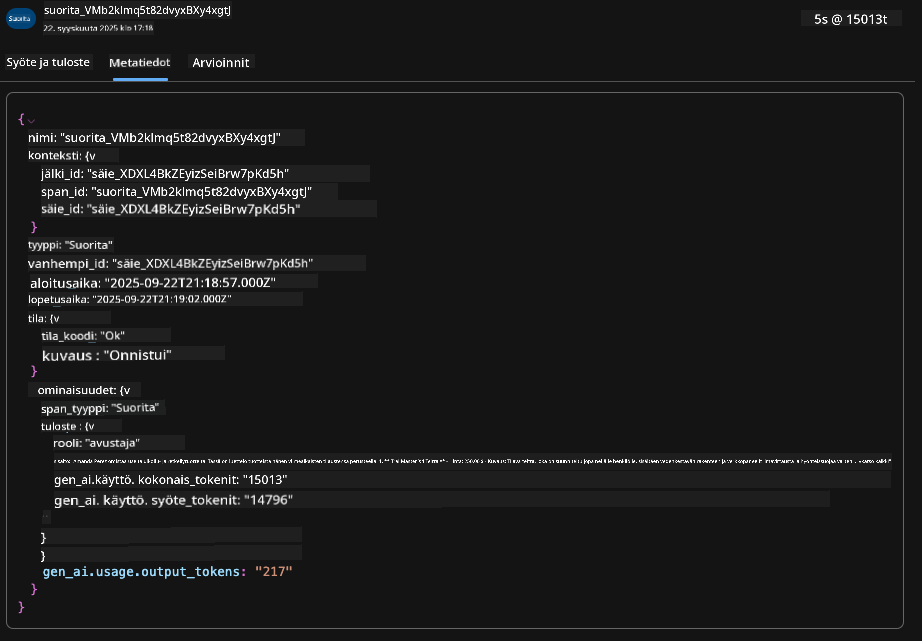 Suorita
suorita_VMb2klmq5t82dvyxBXy4xgtJ
22. syyskuuta 2025 klo 17:18
5s @ 15013t
Syöte ja tuloste Metatiedot Arvioinnit
{
nimi: "suorita_VMb2klmq5t82dvyxBXy4xgtJ"
konteksti: {v
jälki_id: "säie_XDXL4BkZEyizSeiBrw7pKd5h"
span_id: "suorita_VMb2klmq5t82dvyxBXy4xgtJ"
säie_id: "säie_XDXL4BkZEyizSeiBrw7pKd5h"
}
tyyppi: "Suorita"
vanhempi_id: "säie_XDXL4BkZEyizSeiBrw7pKd5h"
aloitusaika: "2025-09-22T21:18:57.000Z"
lopetusaika: "2025-09-22T21:19:02.000Z"
tila: {v
tila_koodi: "Ok"
kuvaus : "Onnistui"
}
ominaisuudet: {v
span_tyyppi: "Suorita"
tuloste : {v
rooli: "avustaja"
gen_ai.käyttö. kokonais_tokenit: "15013"
gen_ai. käyttö. syöte_tokenit: "14796"
}
}
gen_ai.usage.output_tokens: "217"
}
}